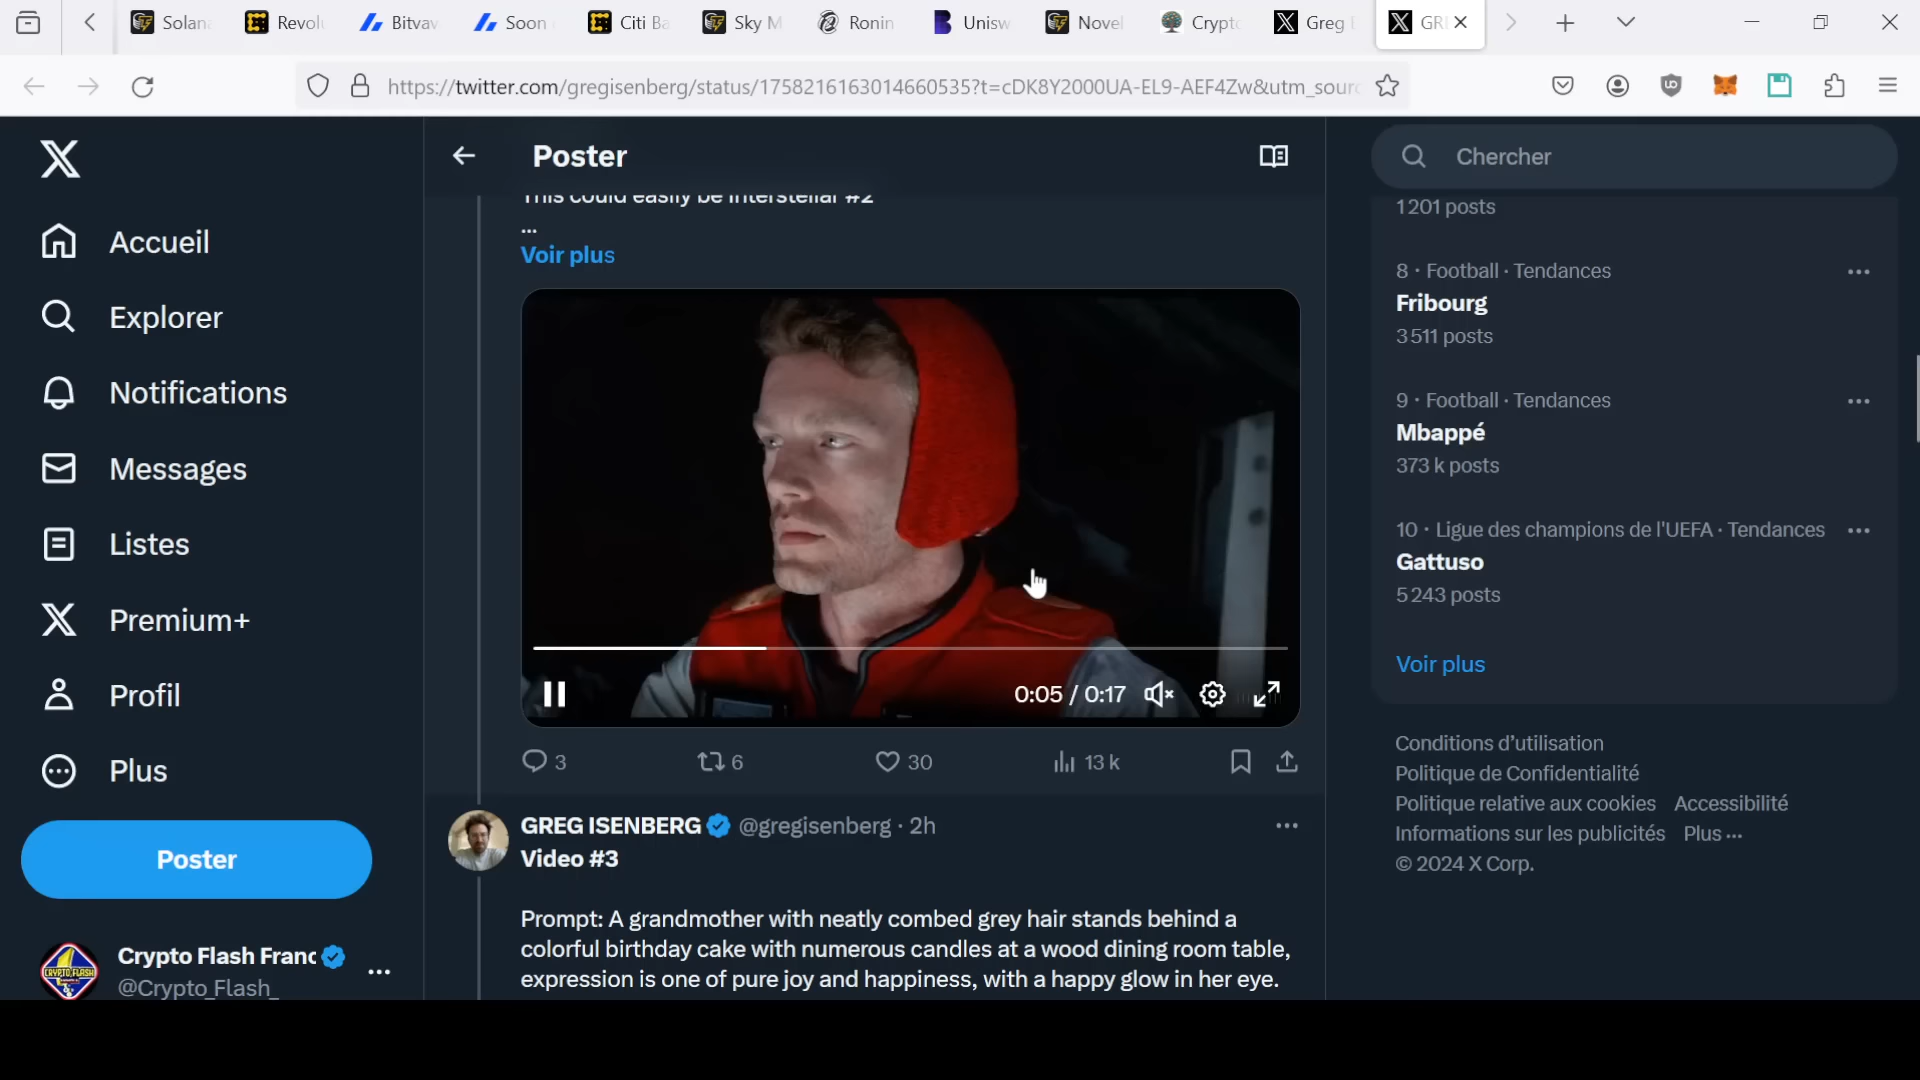 Solana
Revol
Bitvav
Soon
Citi Ba
Sky M
Ronin
Unisw
Novel
Crypto
Greg
GR
https://twitter.com/gregisenberg/status/1758216163014660535?t=cDK8Y2000UA-EL9-AEF4Zw&utm_sourc
Poster
Chercher
This could easily be Interstellar #2
...
Voir plus
Accueil
Explorer
Notifications
Messages
Listes
Premium+
Profil
Plus
Poster
Crypto Flash Franc
@Crypto_Flash_
0:05 / 0:17
3
6
30
13 k
GREG ISENBERG @gregisenberg · 2h
Video #3
Prompt: A grandmother with neatly combed grey hair stands behind a
colorful birthday cake with numerous candles at a wood dining room table,
expression is one of pure joy and happiness, with a happy glow in her eye.
1 201 posts
8 · Football · Tendances
Fribourg
3 511 posts
9 · Football · Tendances
Mbappé
373 k posts
10 · Ligue des champions de l'UEFA · Tendances
Gattuso
5 243 posts
Voir plus
Conditions d’utilisation
Politique de Confidentialité
Politique relative aux cookies Accessibilité
Informations sur les publicités Plus ...
© 2024 X Corp.